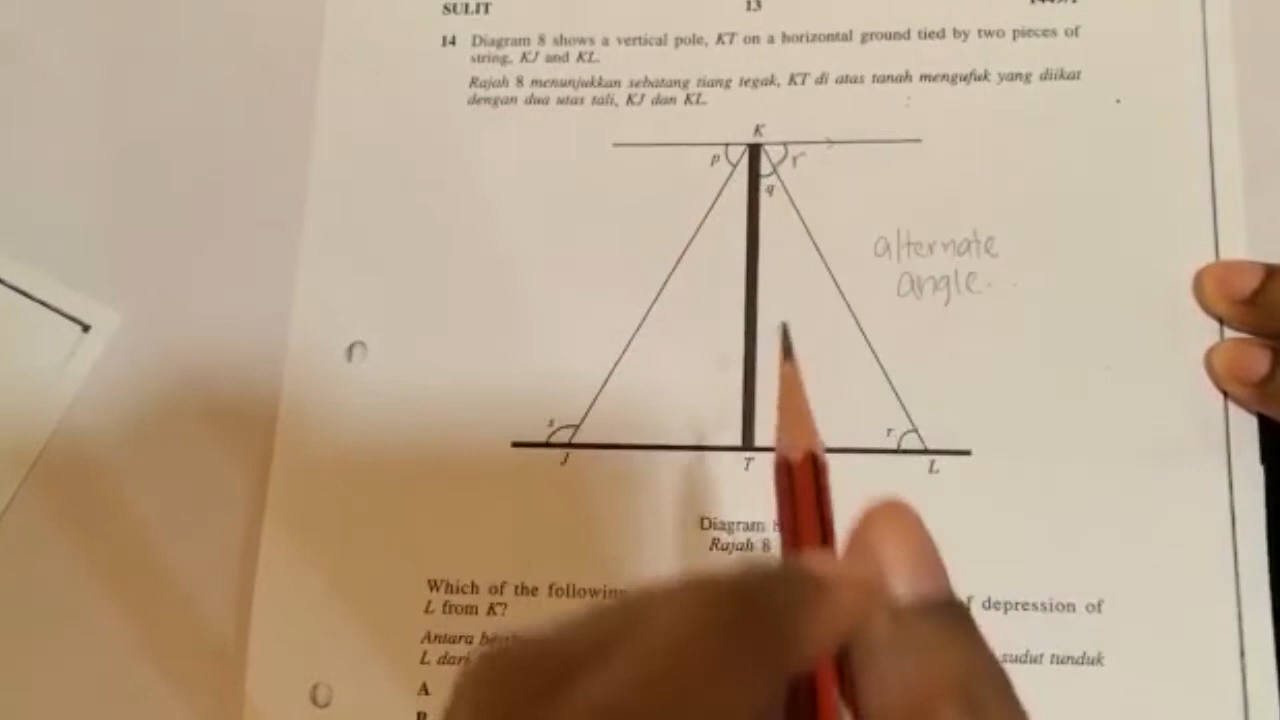 SULIT 13
14 Diagram 8 shows a vertical pole, KT on a horizontal ground tied by two pieces of
string, KJ and KL.
Rajah 8 menunjukkan sebatang tiang tegak, KT di atas tanah mengufuk yang diikat
dengan dua utas tali, KJ dan KL.
K
p r
q
alternate
angle.
s r
J T L
Diagram
Rajah 8
Which of the following depression of
L from K?
Antara sudut tunduk
L dari
A
B